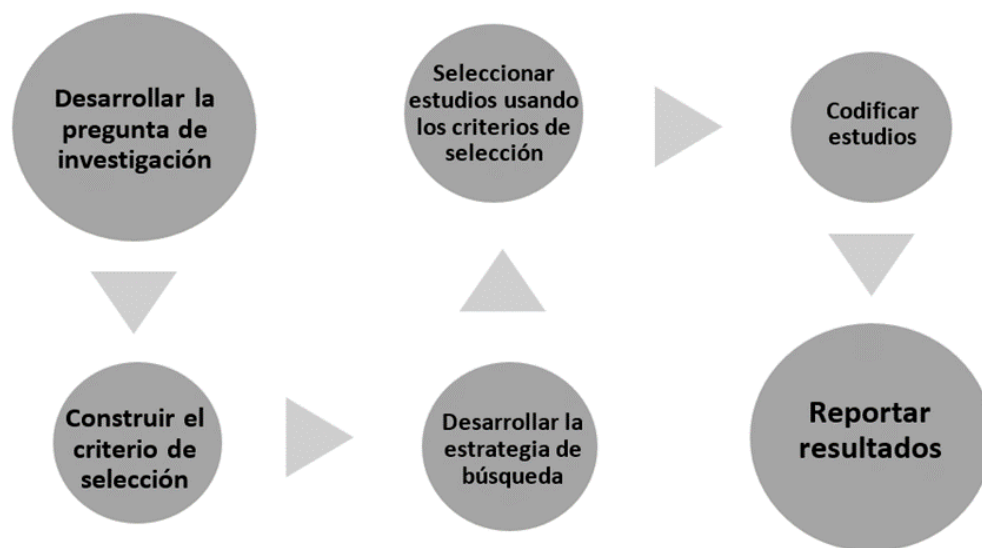 Desarrollar la
pregunta de
investigación
Construir el
criterio de
selección
Desarrollar la
estrategia de
búsqueda
Seleccionar
estudios usando
los criterios de
selección
Codificar
estudios
Reportar
resultados